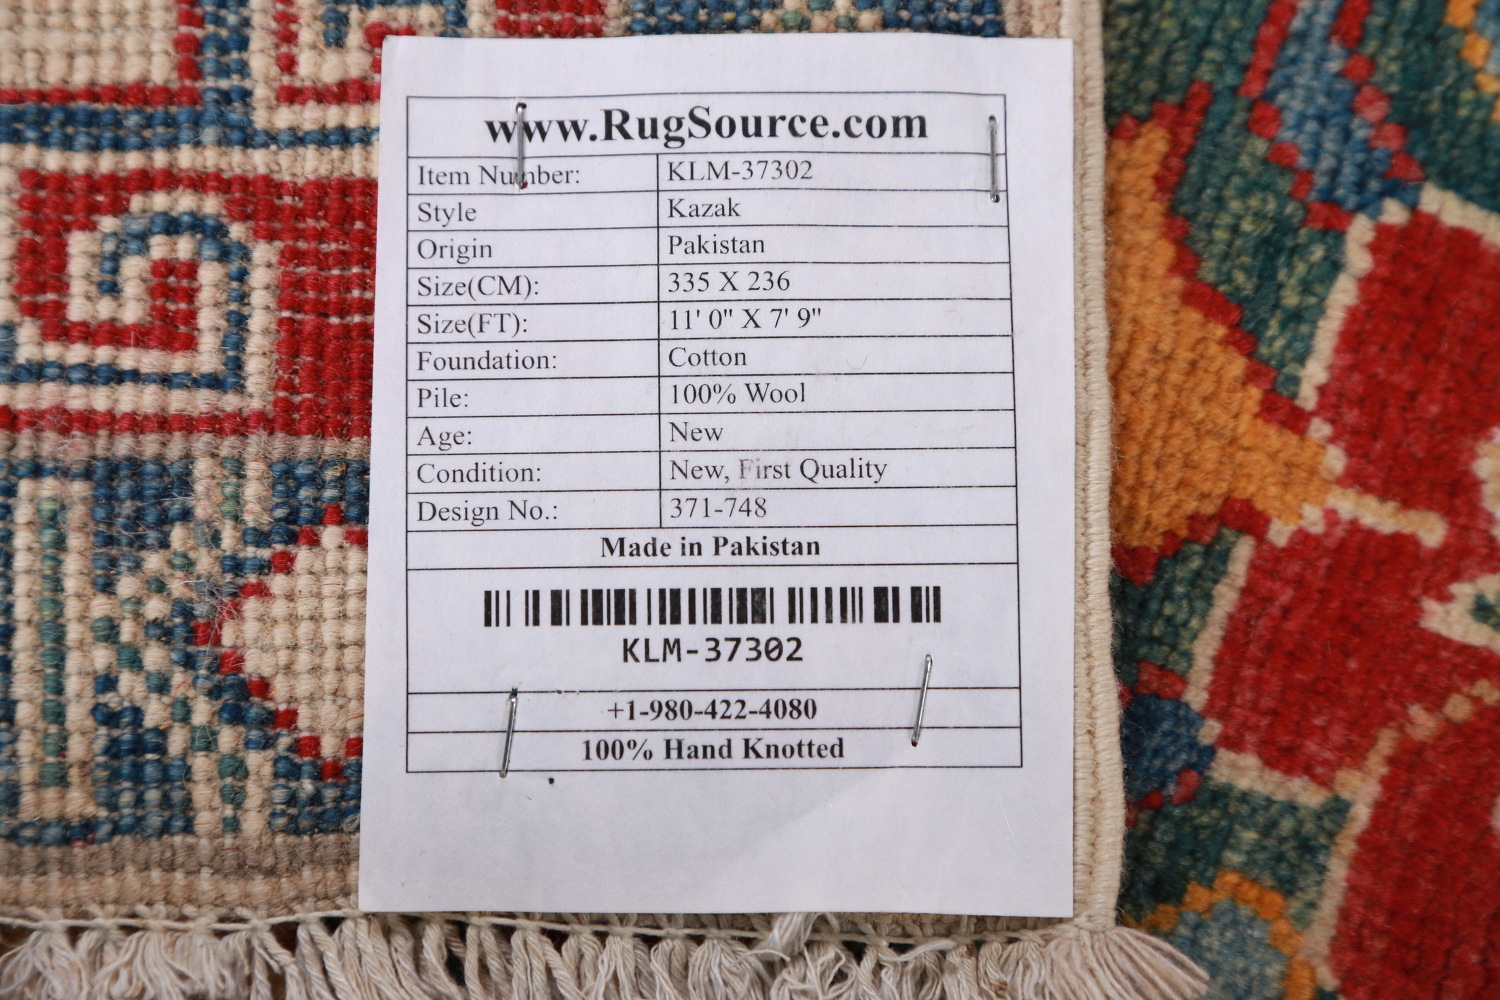 www.RugSource.com
Item Number: KLM-37302
Style Kazak
Origin Pakistan
Size(CM): 335 X 236
Size(FT): 11' 0" X 7' 9"
Foundation: Cotton
Pile: 100% Wool
Age: New
Condition: New, First Quality
Design No.: 371-748
Made in Pakistan
KLM-37302
+1-980-422-4080
100% Hand Knotted